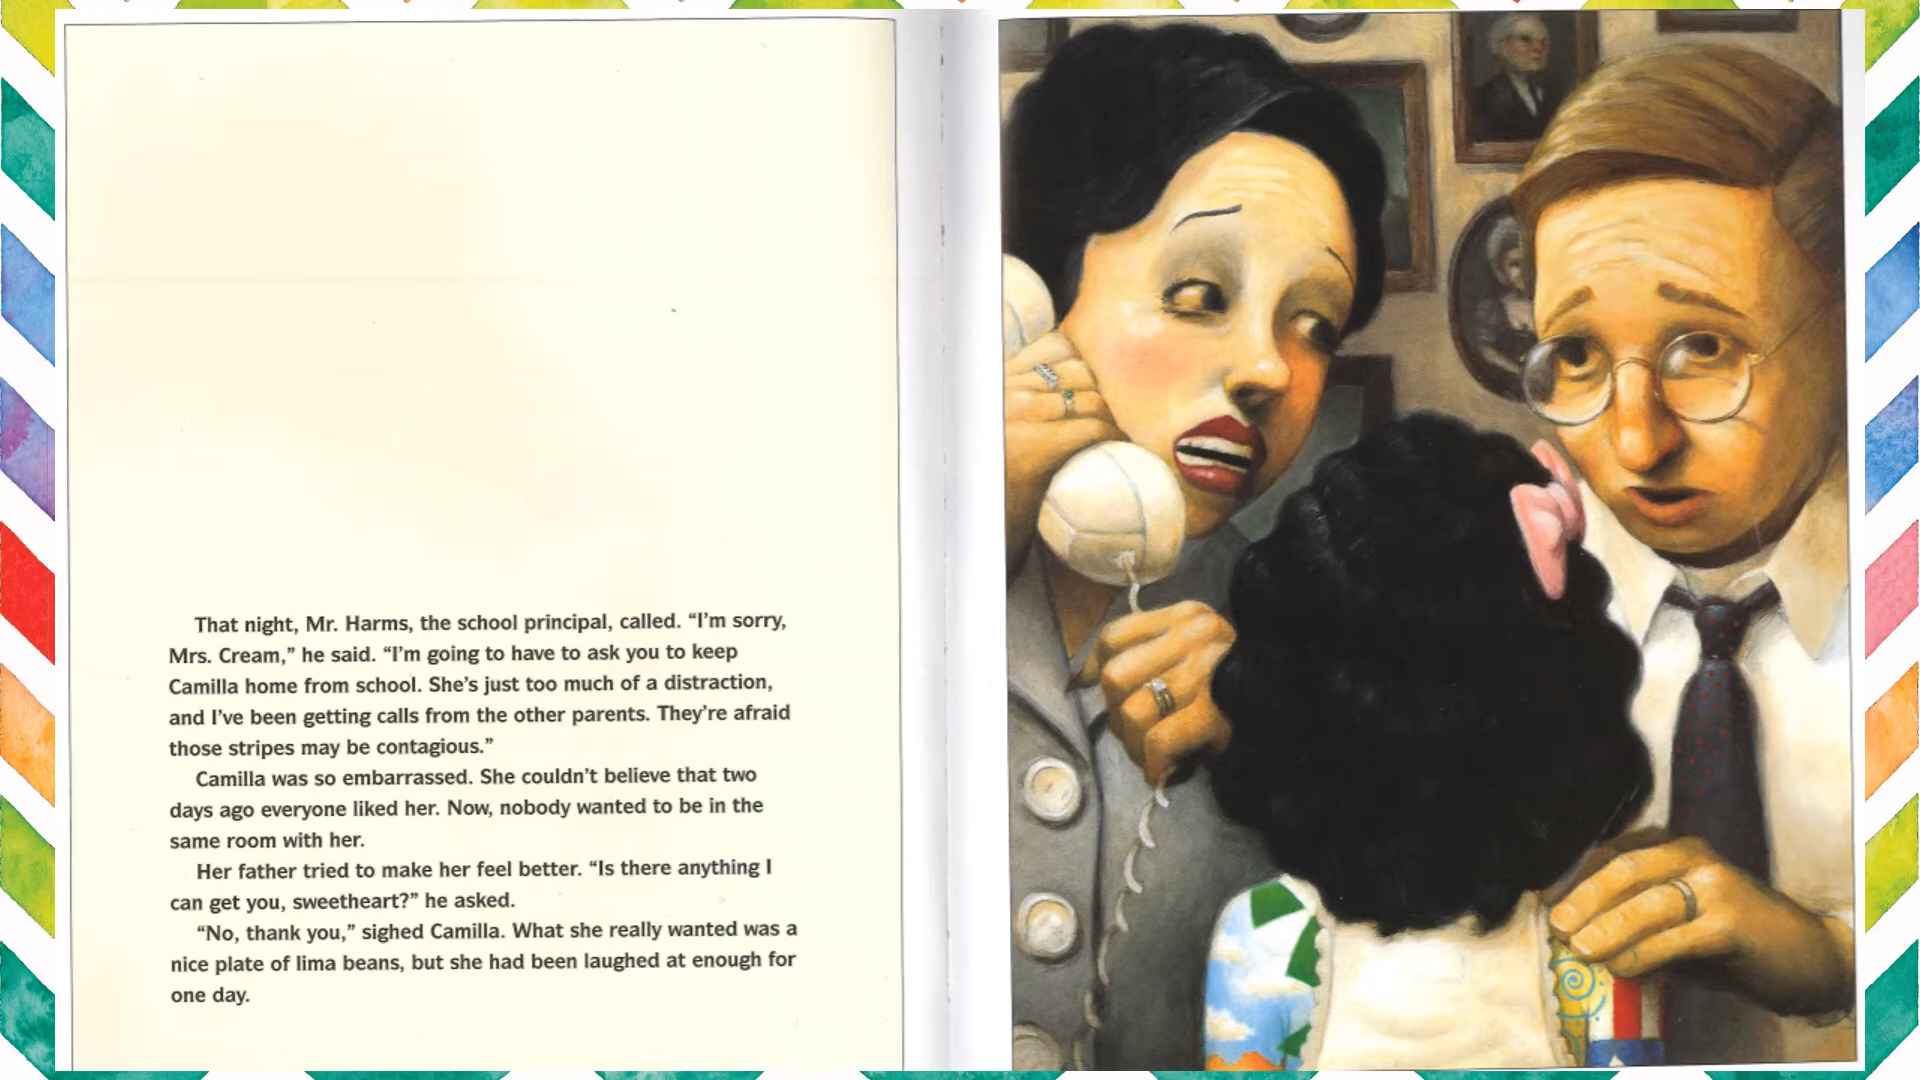 That night, Mr. Harms, the school principal, called. “I’m sorry,
Mrs. Cream,” he said. “I’m going to have to ask you to keep
Camilla home from school. She’s just too much of a distraction,
and I’ve been getting calls from the other parents. They’re afraid
those stripes may be contagious.”
Camilla was so embarrassed. She couldn’t believe that two
days ago everyone liked her. Now, nobody wanted to be in the
same room with her.
Her father tried to make her feel better. “Is there anything I
can get you, sweetheart?” he asked.
“No, thank you,” sighed Camilla. What she really wanted was a
nice plate of lima beans, but she had been laughed at enough for
one day.